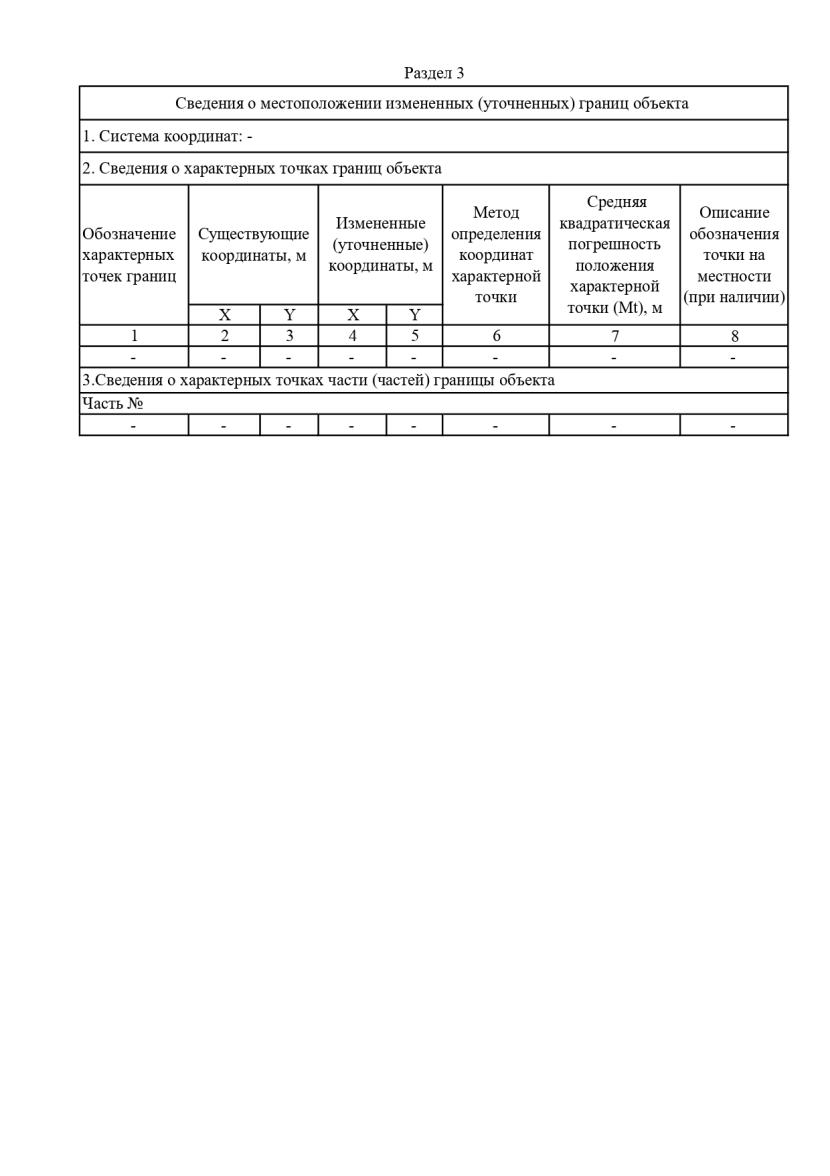 Раздел 3
Сведения о местоположении измененных (уточненных) границ объекта
1. Система координат: -
2. Сведения о характерных точках границ объекта
Обозначение
характерных
точек границ
Существующие
координаты, м
Измененные
(уточненные)
координаты, м
Метод
определения
координат
характерной
точки
Средняя
квадратическая
погрешность
положения
характерной
точки (Mt), м
Описание
обозначения
точки на
местности
(при наличии)
X Y X Y
1 2 3 4 5 6 7 8
- - - - - - - -
3.Сведения о характерных точках части (частей) границы объекта
Часть №
- - - - - - - -